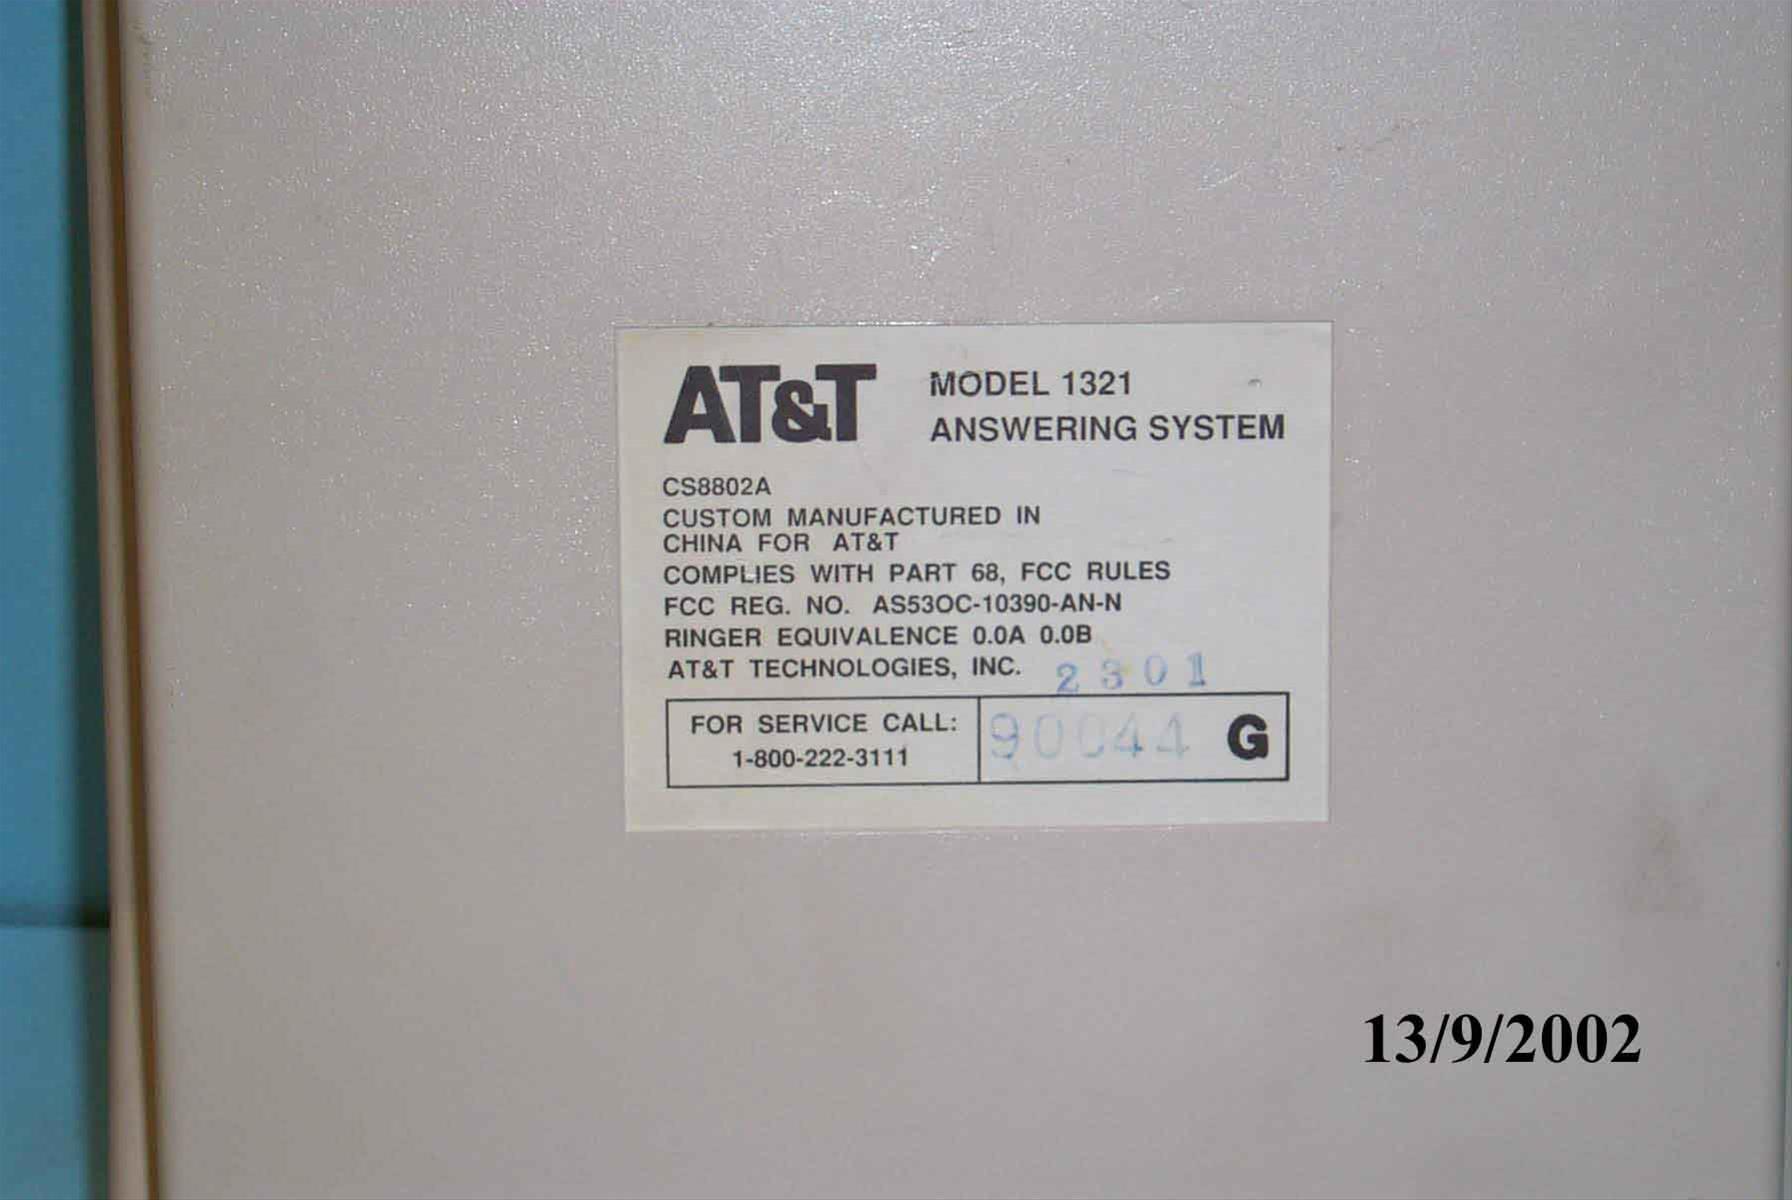 AT&T
MODEL 1321
ANSWERING SYSTEM
CS8802A
CUSTOM MANUFACTURED IN
CHINA FOR AT&T
COMPLIES WITH PART 68, FCC RULES
FCC REG. NO. AS53OC-10390-AN-N
RINGER EQUIVALENCE 0.0A 0.0B
AT&T TECHNOLOGIES, INC. 2301
FOR SERVICE CALL:
1-800-222-3111
90044 G
13/9/2002